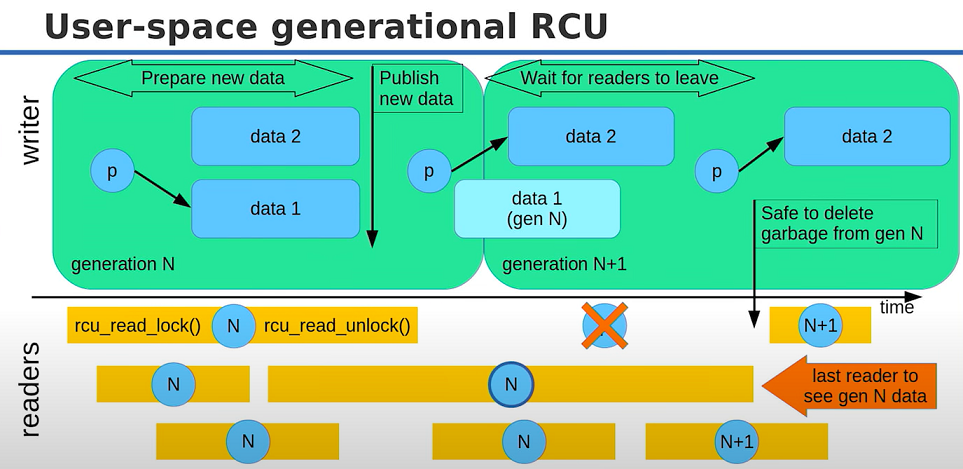 User-space generational RCU
writer
Prepare new data
Publish
new data
Wait for readers to leave
data 2
data 2
data 2
p
p
p
data 1
data 1
(gen N)
Safe to delete
garbage from gen N
generation N
generation N+1
time
readers
rcu_read_lock()
N
rcu_read_unlock()
N+1
N
N
last reader to
see gen N data
N
N
N+1